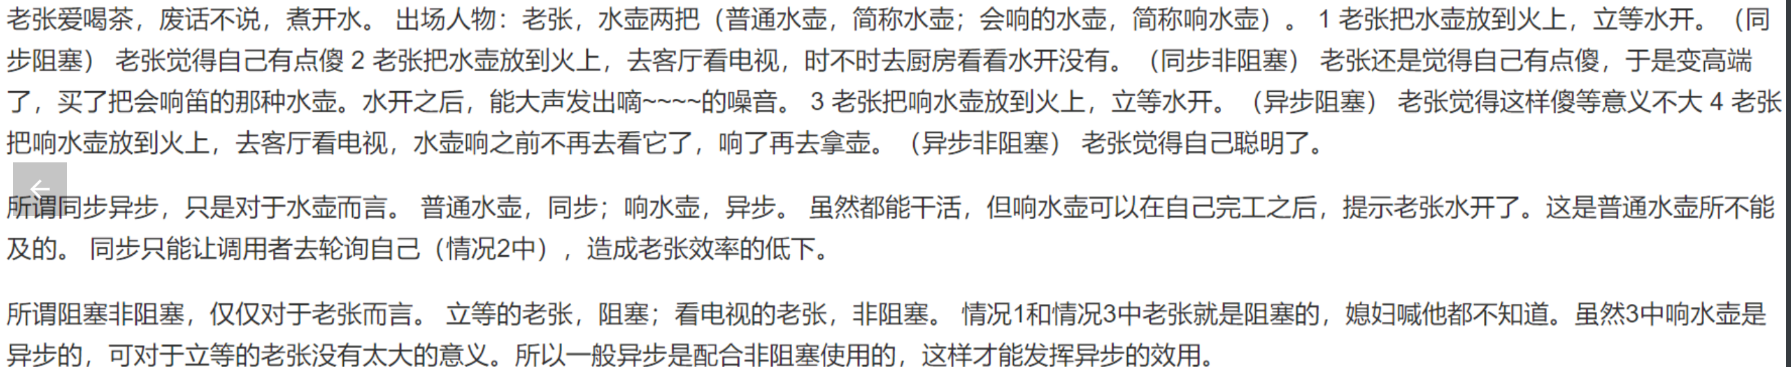 老张爱喝茶，废话不说，煮开水。 出场人物：老张，水壶两把（普通水壶，简称水壶；会响的水壶，简称响水壶）。 1 老张把水壶放到火上，立等水开。（同
步阻塞） 老张觉得自己有点傻 2 老张把水壶放到火上，去客厅看电视，时不时去厨房看看水开没有。（同步非阻塞） 老张还是觉得自己有点傻，于是变高端
了，买了把会响笛的那种水壶。水开之后，能大声发出嘀~~~~的噪音。 3 老张把响水壶放到火上，立等水开。（异步阻塞） 老张觉得这样傻等意义不大 4 老张
把响水壶放到火上，去客厅看电视，水壶响之前不再去看它了，响了再去拿壶。（异步非阻塞） 老张觉得自己聪明了。
所谓同步异步，只是对于水壶而言。 普通水壶，同步；响水壶，异步。 虽然都能干活，但响水壶可以在自己完工之后，提示老张水开了。这是普通水壶所不能
及的。 同步只能让调用者去轮询自己（情况2中），造成老张效率的低下。
所谓阻塞非阻塞，仅仅对于老张而言。 立等的老张，阻塞；看电视的老张，非阻塞。 情况1和情况3中老张就是阻塞的，媳妇喊他都不知道。虽然3中响水壶是
异步的，可对于立等的老张没有太大的意义。所以一般异步是配合非阻塞使用的，这样才能发挥异步的效用。